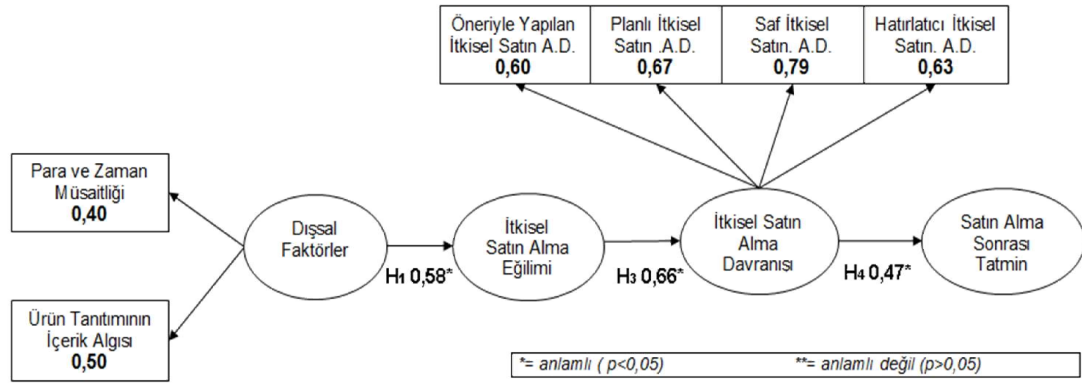 Öneriyle Yapılan
İtkisel Satın A.D.
0,60
Planlı İtkisel
Satın .A.D.
0,67
Saf İtkisel
Satın. A.D.
0,79
Hatırlatıcı İtkisel
Satın. A.D.
0,63
Para ve Zaman
Müsaitliği
0,40
Dışsal
Faktörler
İtkisel
Satın Alma
Eğilimi
İtkisel Satın
Alma
Davranışı
Satın Alma
Sonrası
Tatmin
H1 0,58*
H3 0,66*
H4 0,47*
Ürün Tanıtımının
İçerik Algısı
0,50
*= anlamlı ( p<0,05) **= anlamlı değil (p>0,05)